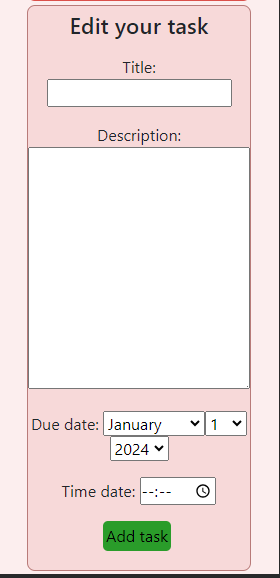 Edit your task
Title:
Description:
Due date: January 1
2024
Time date: --:--
Add task